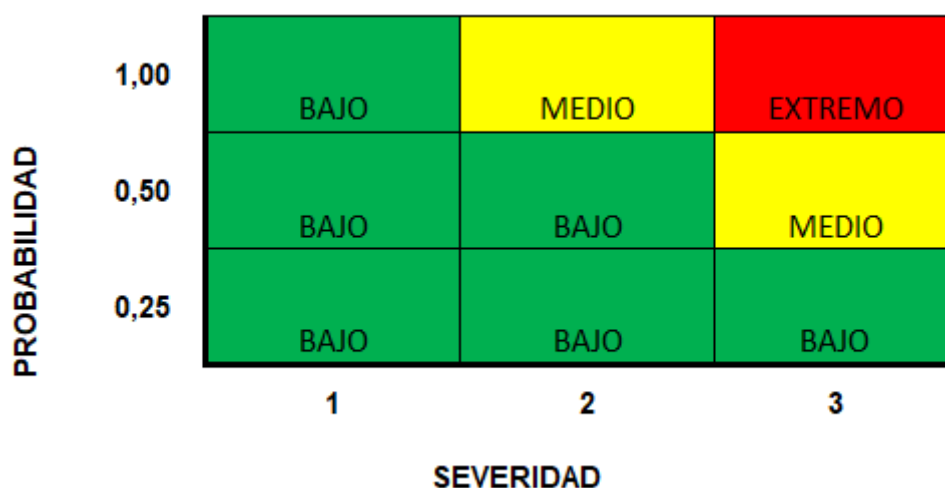 PROBABILIDAD
1,00
BAJO MEDIO EXTREMO
0,50
BAJO BAJO MEDIO
0,25
BAJO BAJO BAJO
1 2 3
SEVERIDAD